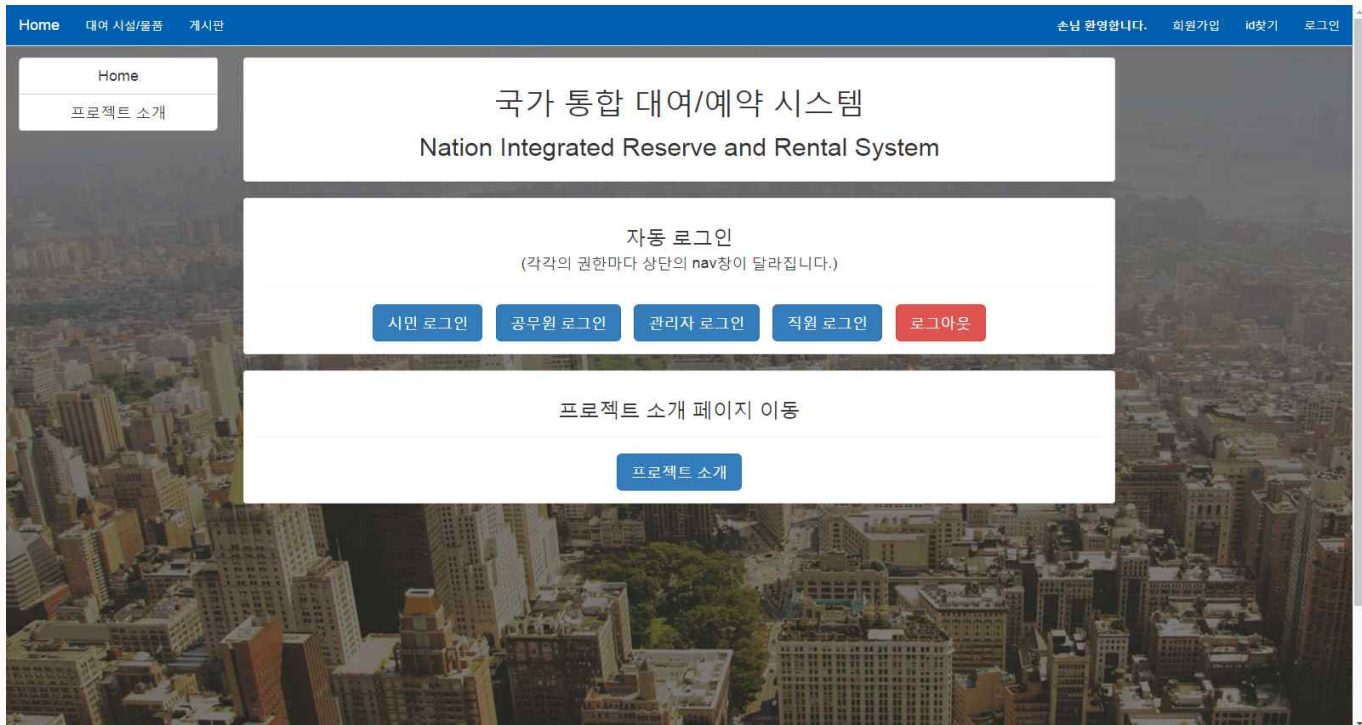 Home 대여 시설/물품 게시판 손님 환영합니다. 회원가입 id찾기 로그인
Home
프로젝트 소개
국가 통합 대여/예약 시스템
Nation Integrated Reserve and Rental System
자동 로그인
(각각의 권한마다 상단의 nav창이 달라집니다.)
시민 로그인 공무원 로그인 관리자 로그인 직원 로그인 로그아웃
프로젝트 소개 페이지 이동
프로젝트 소개